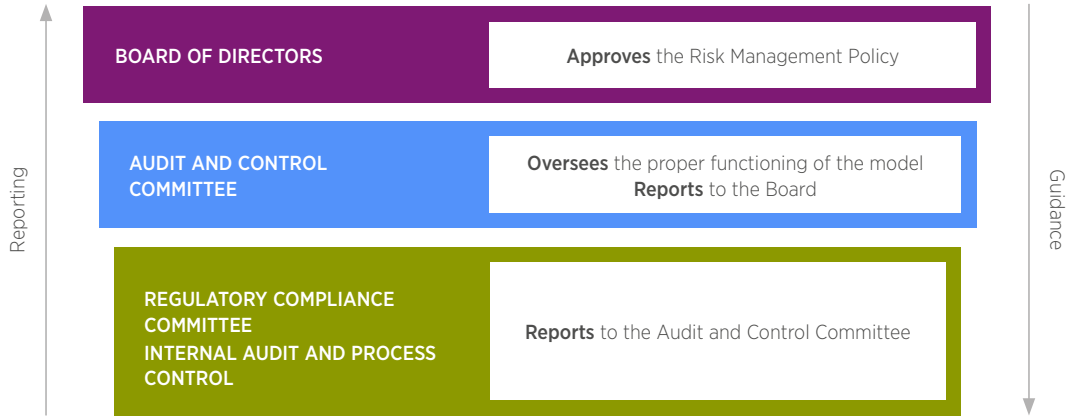 BOARD OF DIRECTORS
Approves the Risk Management Policy
AUDIT AND CONTROL
COMMITTEE
Oversees the proper functioning of the model
Reports to the Board
REGULATORY COMPLIANCE
COMMITTEE
INTERNAL AUDIT AND PROCESS
CONTROL
Reports to the Audit and Control Committee
Reporting
Guidance